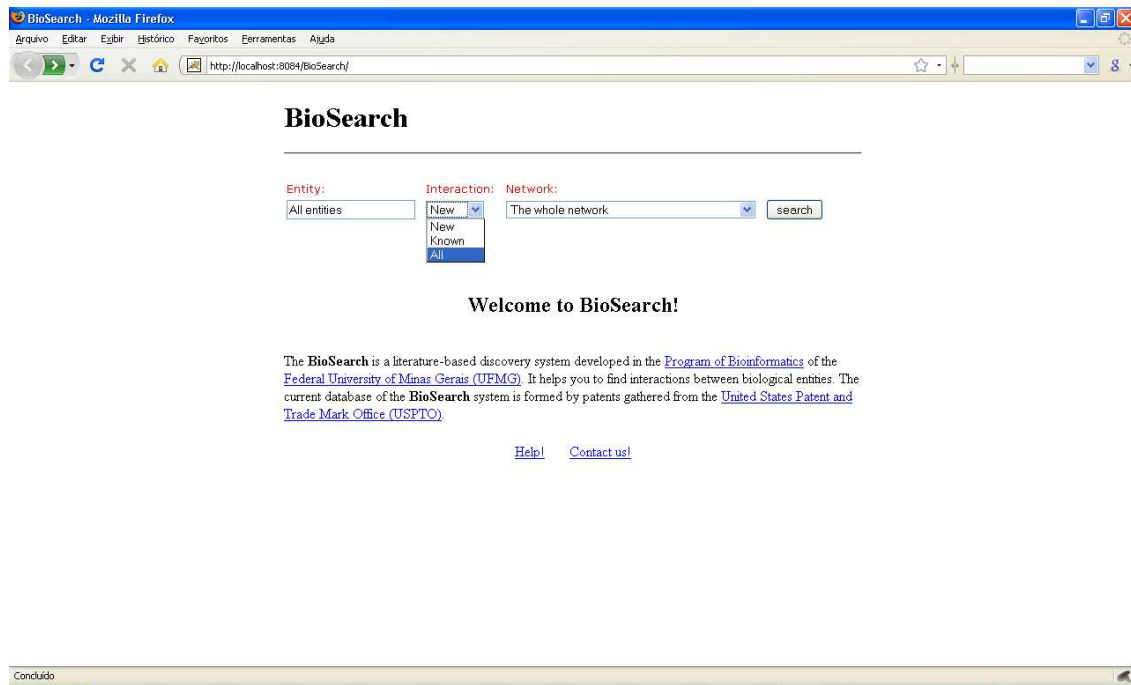 BioSearch - Mozilla Firefox
Arquivo Editar Exibir Histórico Favoritos Ferramentas Ajuda
http://localhost:8084/BioSearch/
BioSearch
Entity: Interaction: Network:
All entities New The whole network search
New
Known
All
Welcome to BioSearch!
The BioSearch is a literature-based discovery system developed in the Program of Bioinformatics of the
Federal University of Minas Gerais (UFMG). It helps you to find interactions between biological entities. The
current database of the BioSearch system is formed by patents gathered from the United States Patent and
Trade Mark Office (USPTO).
Help! Contact us!
Concluído